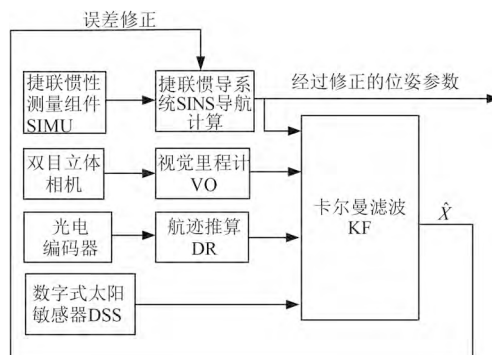 误差修正
捷联惯性
测量组件
SIMU
捷联惯导系
统SINS导航
计算
经过修正的位姿参数
双目立体
相机
视觉里程计
VO
卡尔曼滤波
KF
X̂
光电
编码器
航迹推算
DR
数字式太阳
敏感器DSS